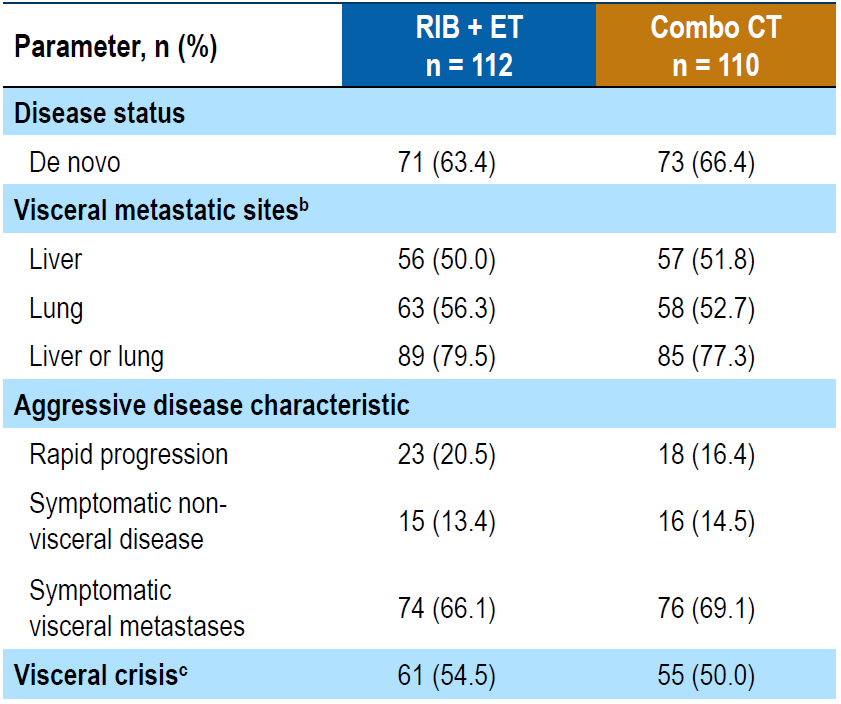 Parameter, n (%) RIB + ET n = 112 Combo CT n = 110
Disease status
De novo 71 (63.4) 73 (66.4)
Visceral metastatic sitesᵇ
Liver 56 (50.0) 57 (51.8)
Lung 63 (56.3) 58 (52.7)
Liver or lung 89 (79.5) 85 (77.3)
Aggressive disease characteristic
Rapid progression 23 (20.5) 18 (16.4)
Symptomatic non-
visceral disease 15 (13.4) 16 (14.5)
Symptomatic
visceral metastases 74 (66.1) 76 (69.1)
Visceral crisisᶜ 61 (54.5) 55 (50.0)